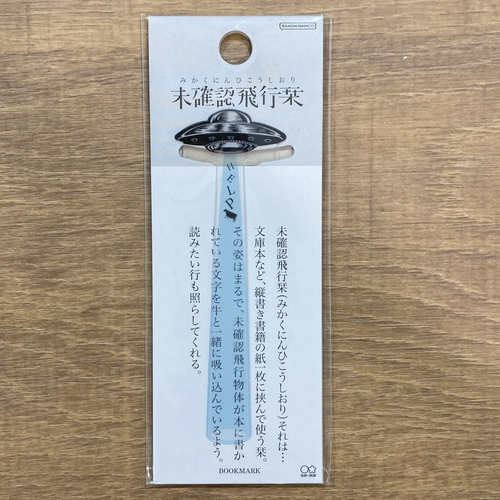 BANDAI NAMCO
みかくにんひこうしおり
未確認飛行栞
HELP
未確認飛行栞(みかくにんひこうしおり)それは…
文庫本など、縦書き書籍の紙一枚に挟んで使う栞。
その姿はまるで、未確認飛行物体が本に書か
れている文字を牛と一緒に吸い込んでいるよう。
読みたい行も照らしてくれる。
BOOKMARK